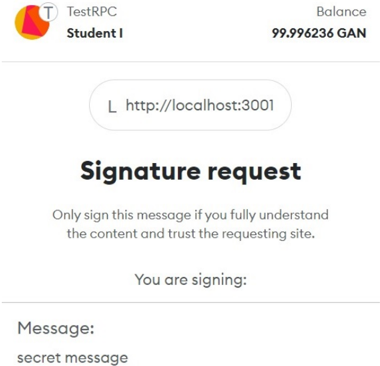 T TestRPC Balance
Student I 99.996236 GAN
L http://localhost:3001
Signature request
Only sign this message if you fully understand
the content and trust the requesting site.
You are signing:
Message:
secret message